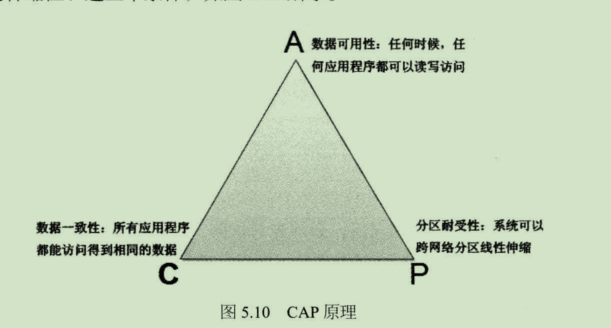 A
数据可用性：任何时候，任
何应用程序都可以读写访问
数据一致性：所有应用程序
都能访问得到相同的数据
C
分区耐受性：系统可以
跨网络分区线性伸缩
P
图 5.10 CAP 原理